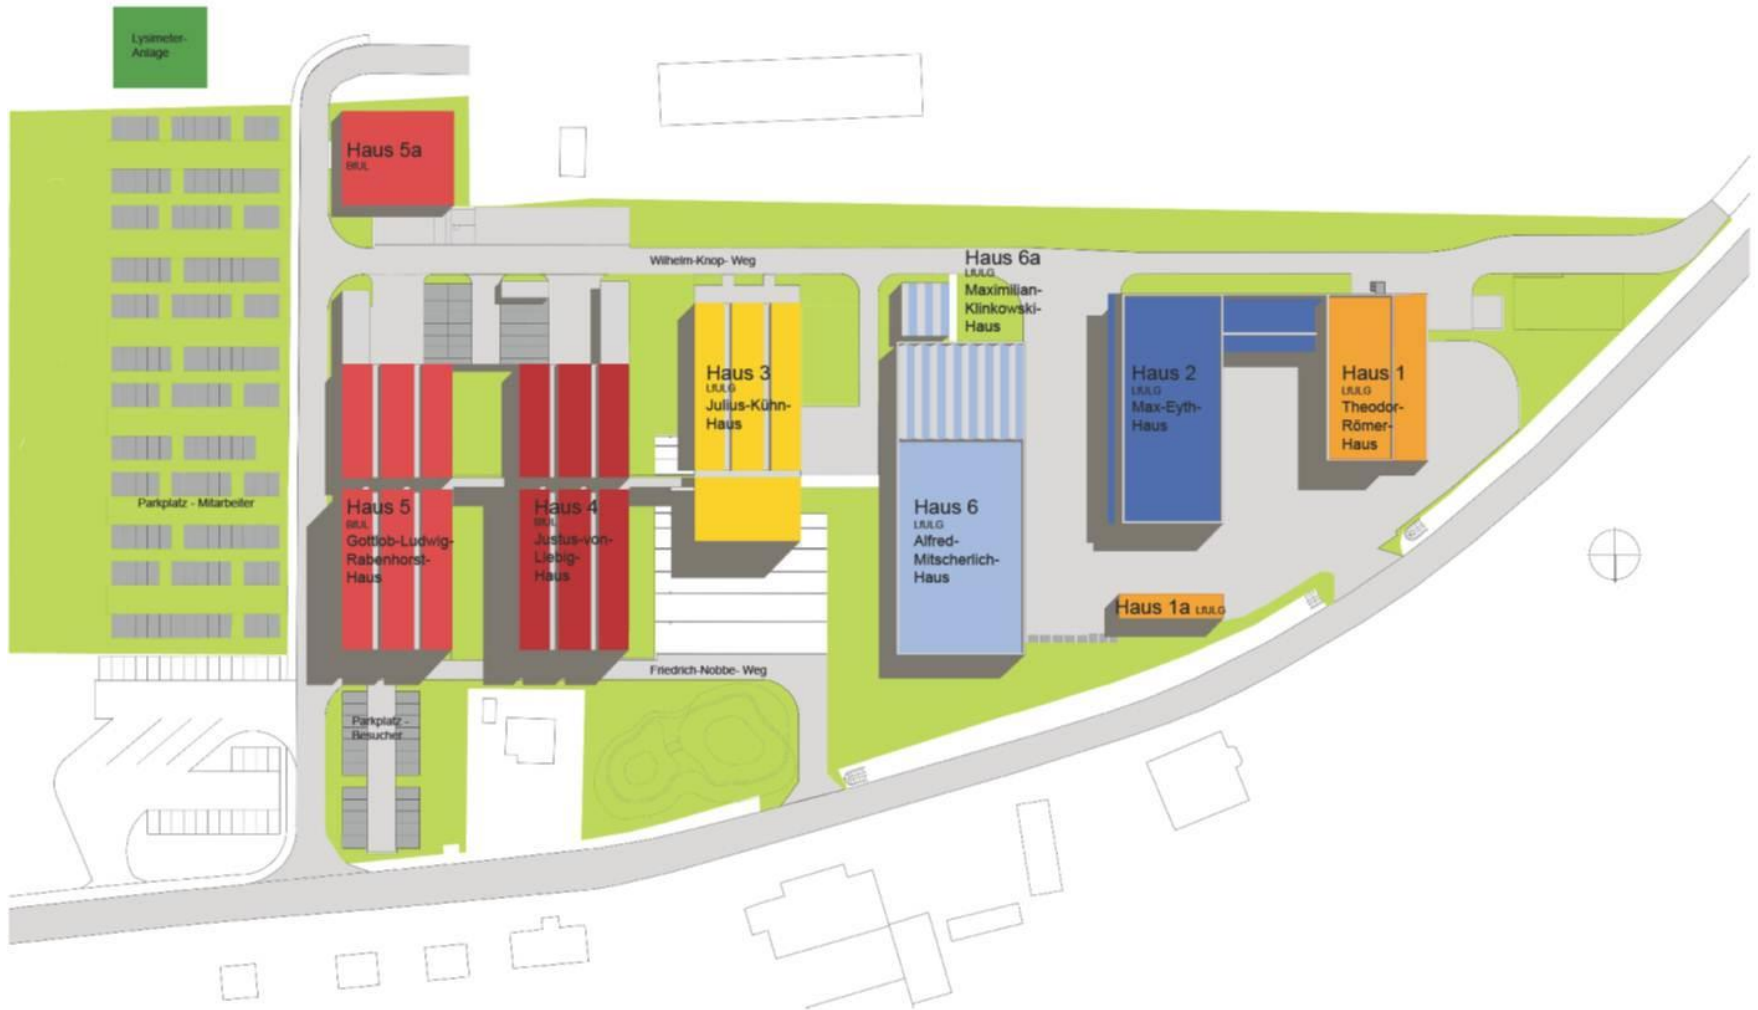 Lysimeter-
Anlage
Haus 5a
BfUL
Wilhelm-Knop- Weg
Haus 6a
LfULG
Maximilian-
Klinkowski-
Haus
Haus 3
LfULG
Julius-Kühn-
Haus
Haus 2
LfULG
Max-Eyth-
Haus
Haus 1
LfULG
Theodor-
Römer-
Haus
Parkplatz - Mitarbeiter
Haus 5
BfUL
Gottlob-Ludwig-
Rabenhorst-
Haus
Haus 4
BfUL
Justus-von-
Liebig-
Haus
Haus 6
LfULG
Alfred-
Mitscherlich-
Haus
Haus 1a LfULG
Friedrich-Nobbe- Weg
Parkplatz -
Besucher